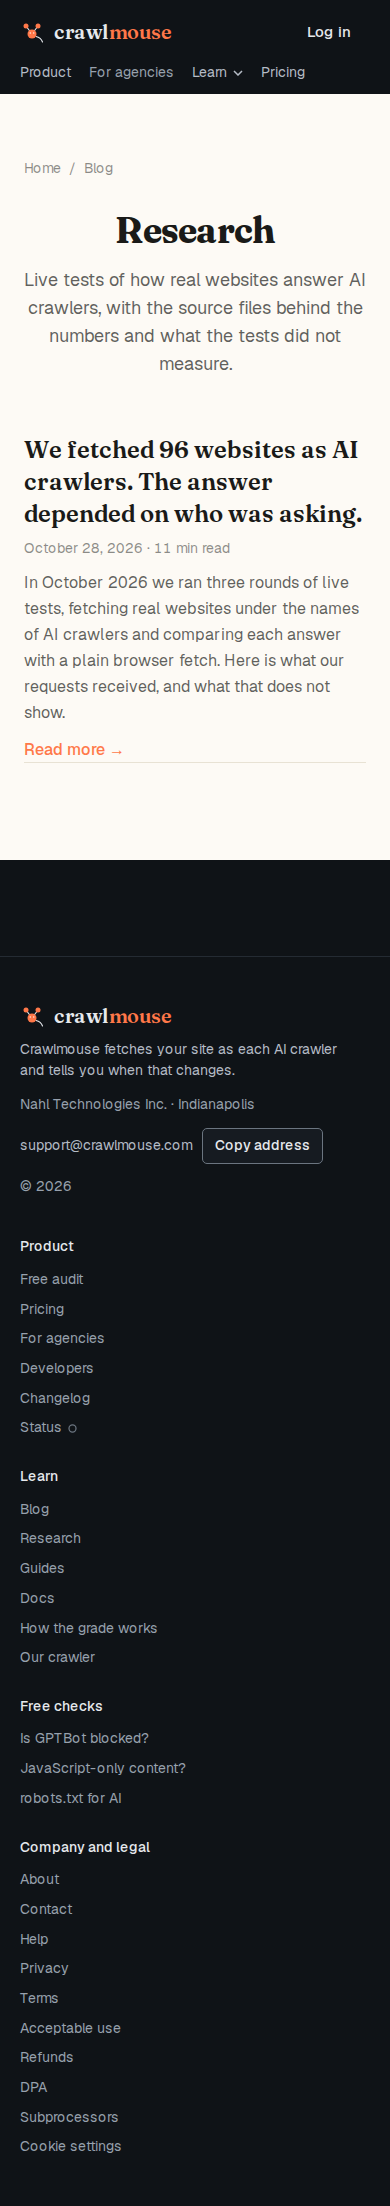 crawlmouse
Log in
Product For agencies Learn Pricing
Home / Blog
Research
Live tests of how real websites answer AI
crawlers, with the source files behind the
numbers and what the tests did not
measure.
We fetched 96 websites as AI
crawlers. The answer
depended on who was asking.
October 28, 2026 · 11 min read
In October 2026 we ran three rounds of live
tests, fetching real websites under the names
of AI crawlers and comparing each answer
with a plain browser fetch. Here is what our
requests received, and what that does not
show.
Read more →
crawlmouse
Crawlmouse fetches your site as each AI crawler
and tells you when that changes.
Nahl Technologies Inc. · Indianapolis
support@crawlmouse.com Copy address
© 2026
Product
Free audit
Pricing
For agencies
Developers
Changelog
Status
Learn
Blog
Research
Guides
Docs
How the grade works
Our crawler
Free checks
Is GPTBot blocked?
JavaScript-only content?
robots.txt for AI
Company and legal
About
Contact
Help
Privacy
Terms
Acceptable use
Refunds
DPA
Subprocessors
Cookie settings